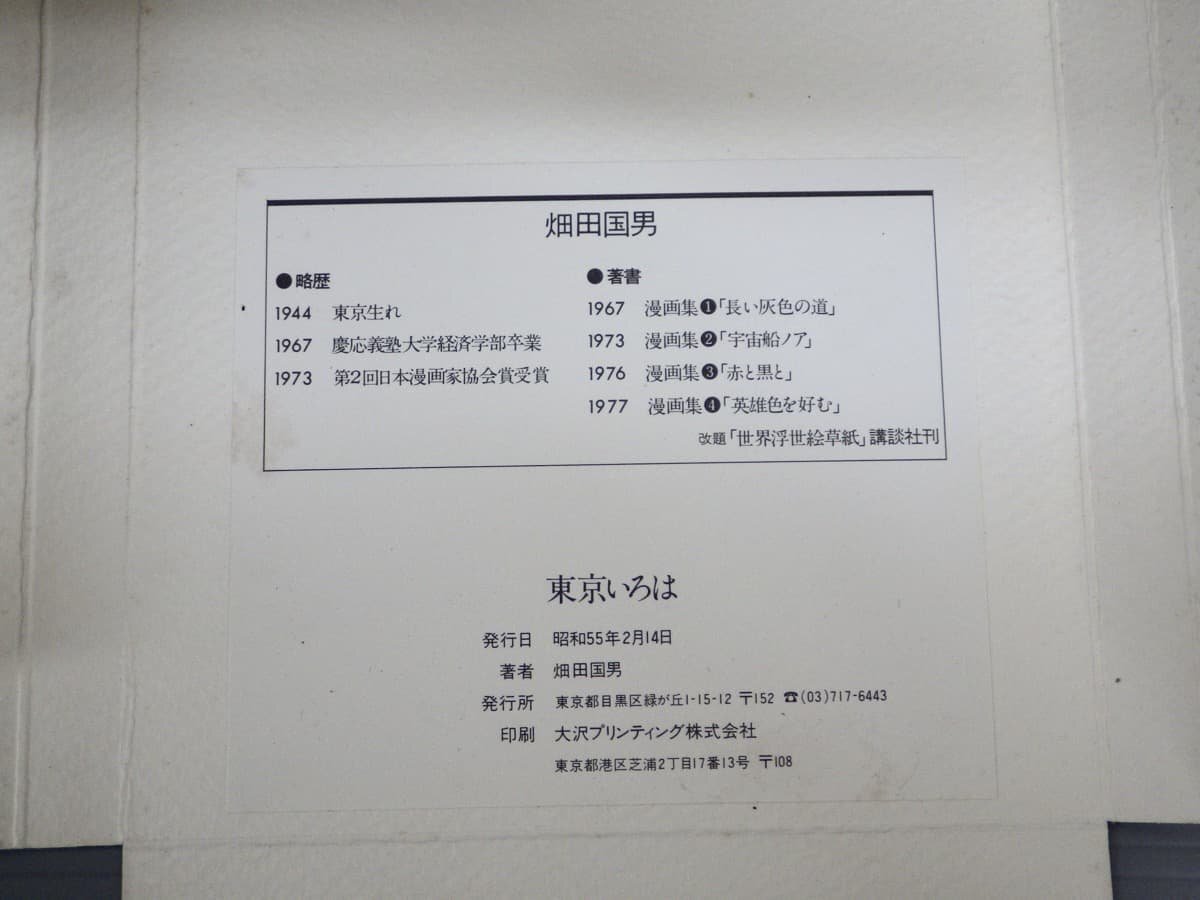 畑田国男
●略歴
1944 東京生れ
1967 慶応義塾大学経済学部卒業
1973 第2回日本漫画家協会賞受賞
●著書
1967 漫画集❶「長い灰色の道」
1973 漫画集❷「宇宙船ノア」
1976 漫画集❸「赤と黒と」
1977 漫画集❹「英雄色を好む」
改題「世界浮世絵草紙」講談社刊
東京いろは
発行日 昭和55年2月14日
著者 畑田国男
発行所 東京都目黒区緑が丘1-15-12 〒152 ☎(03)717-6443
印刷 大沢プリンティング株式会社
東京都港区芝浦2丁目17番13号 〒108